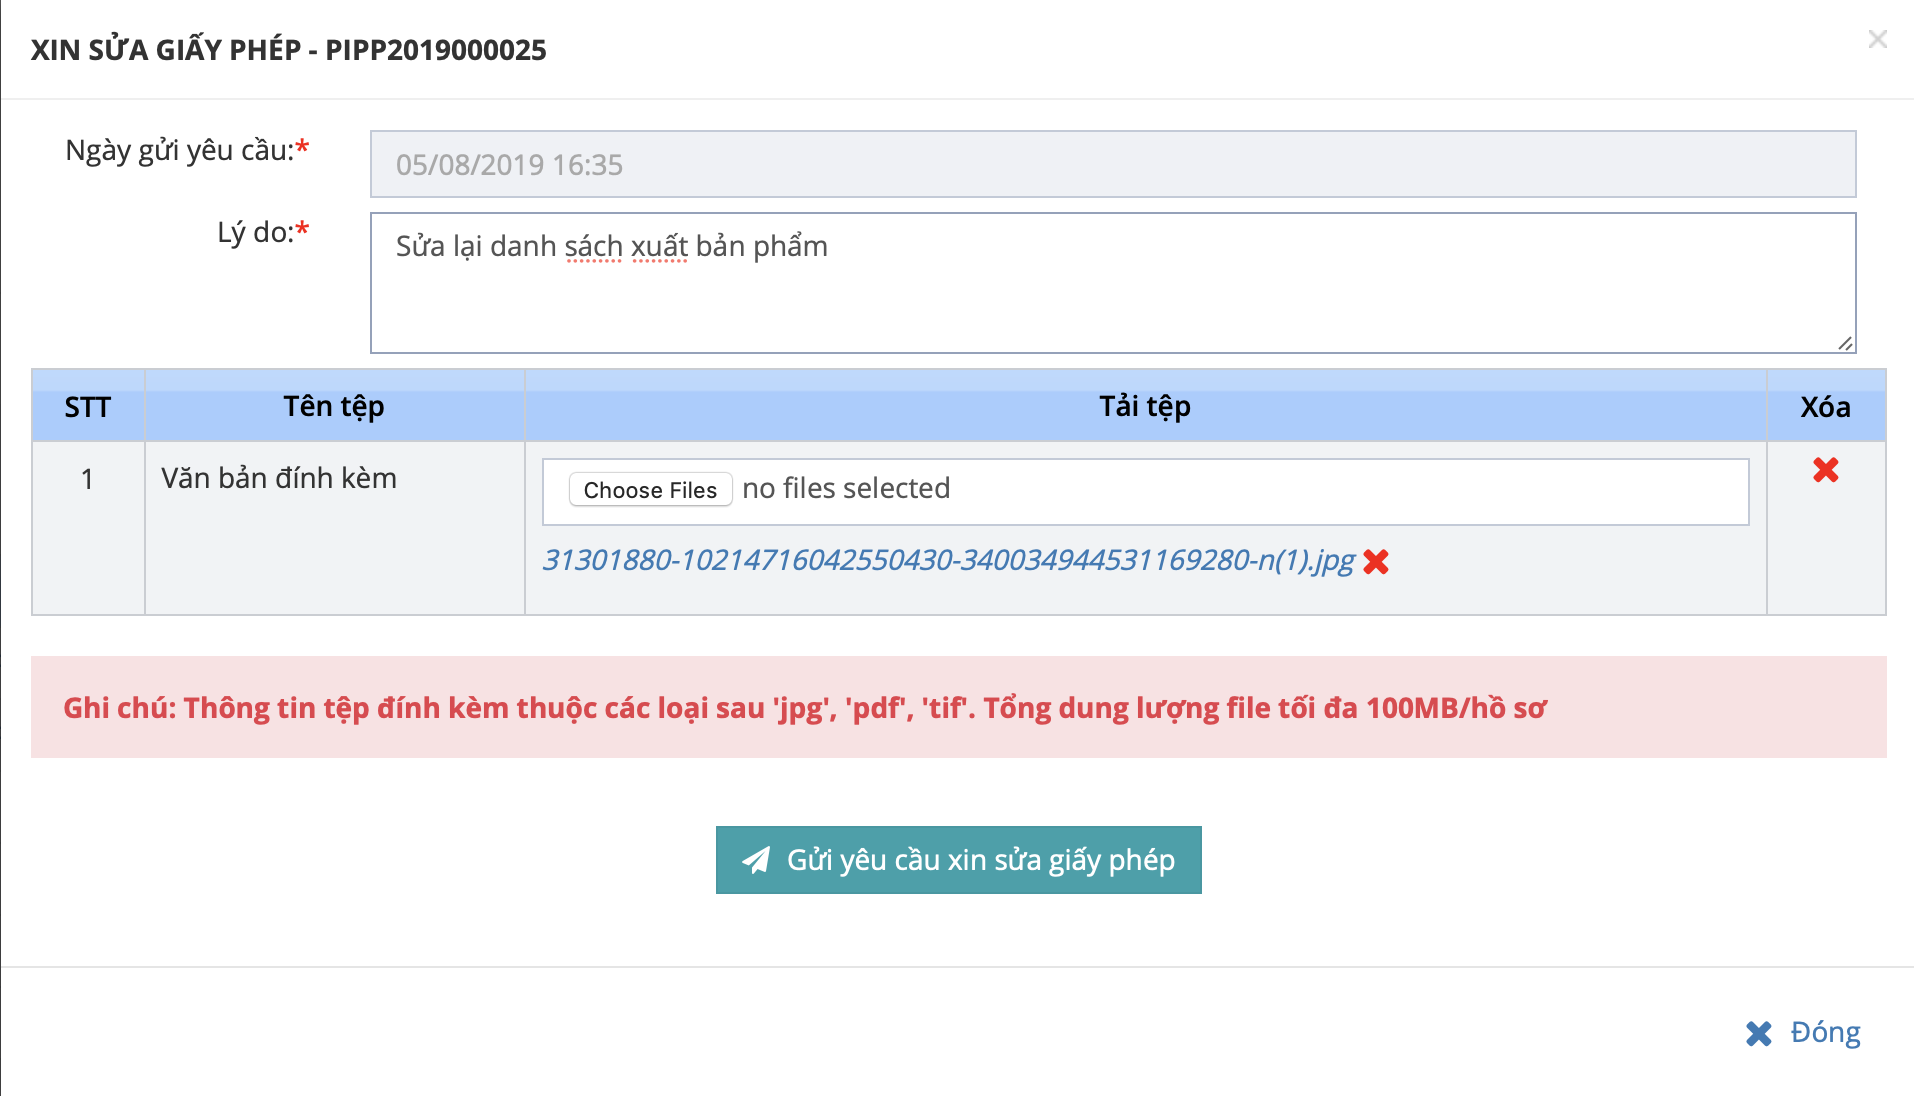 XIN SỬA GIẤY PHÉP - PIPP2019000025
Ngày gửi yêu cầu:*
05/08/2019 16:35
Lý do:*
Sửa lại danh sách xuất bản phẩm
STT Tên tệp Tải tệp Xóa
1 Văn bản đính kèm Choose Files no files selected
31301880-10214716042550430-340034944531169280-n(1).jpg
Ghi chú: Thông tin tệp đính kèm thuộc các loại sau 'jpg', 'pdf', 'tif'. Tổng dung lượng file tối đa 100MB/hồ sơ
Gửi yêu cầu xin sửa giấy phép
Đóng